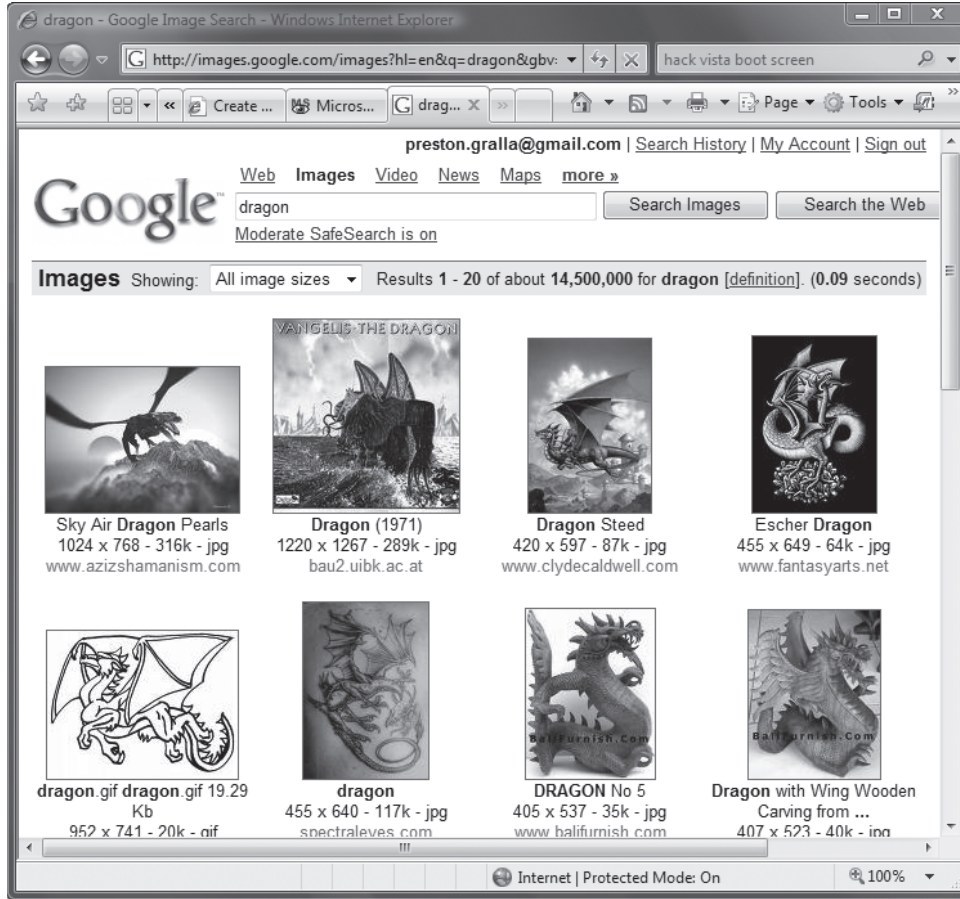 dragon - Google Image Search - Windows Internet Explorer
http://images.google.com/images?hl=en&q=dragon&gbv:
hack vista boot screen
Create ...
Micros...
drag...
Page
Tools
preston.gralla@gmail.com | Search History | My Account | Sign out
Web Images Video News Maps more »
Google™
dragon
Search Images
Search the Web
Moderate SafeSearch is on
Images Showing: All image sizes Results 1 - 20 of about 14,500,000 for dragon [definition]. (0.09 seconds)
VANGELIS·THE DRAGON
Sky Air Dragon Pearls
1024 x 768 - 316k - jpg
www.azizshamanism.com
Dragon (1971)
1220 x 1267 - 289k - jpg
bau2.uibk.ac.at
Dragon Steed
420 x 597 - 87k - jpg
www.clydecaldwell.com
Escher Dragon
455 x 649 - 64k - jpg
www.fantasyarts.net
BaliFurnish.Com
BaliFurnish.Com
dragon.gif dragon.gif 19.29
Kb
952 x 741 - 20k - gif
dragon
455 x 640 - 117k - jpg
spectraleyes.com
DRAGON No 5
405 x 537 - 35k - jpg
www.balifurnish.com
Dragon with Wing Wooden
Carving from ...
407 x 523 - 40k - jpg
Internet | Protected Mode: On
100%